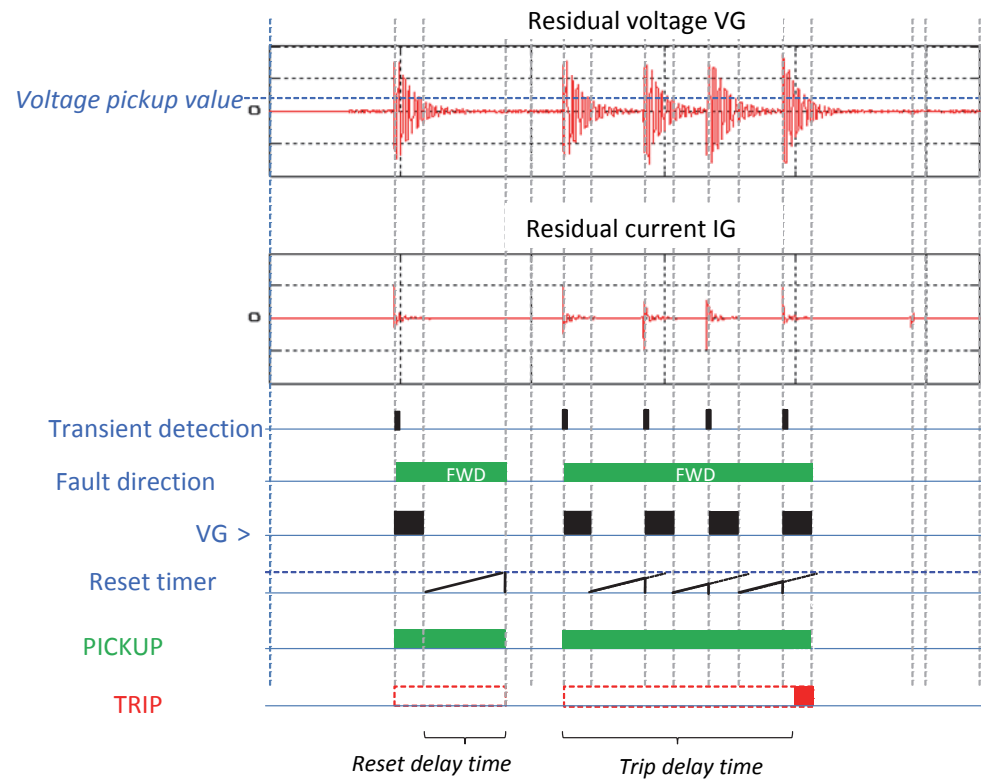 Residual voltage VG
Voltage pickup value
0
Residual current IG
0
Transient detection
Fault direction
FWD
FWD
VG >
Reset timer
PICKUP
TRIP
Reset delay time
Trip delay time